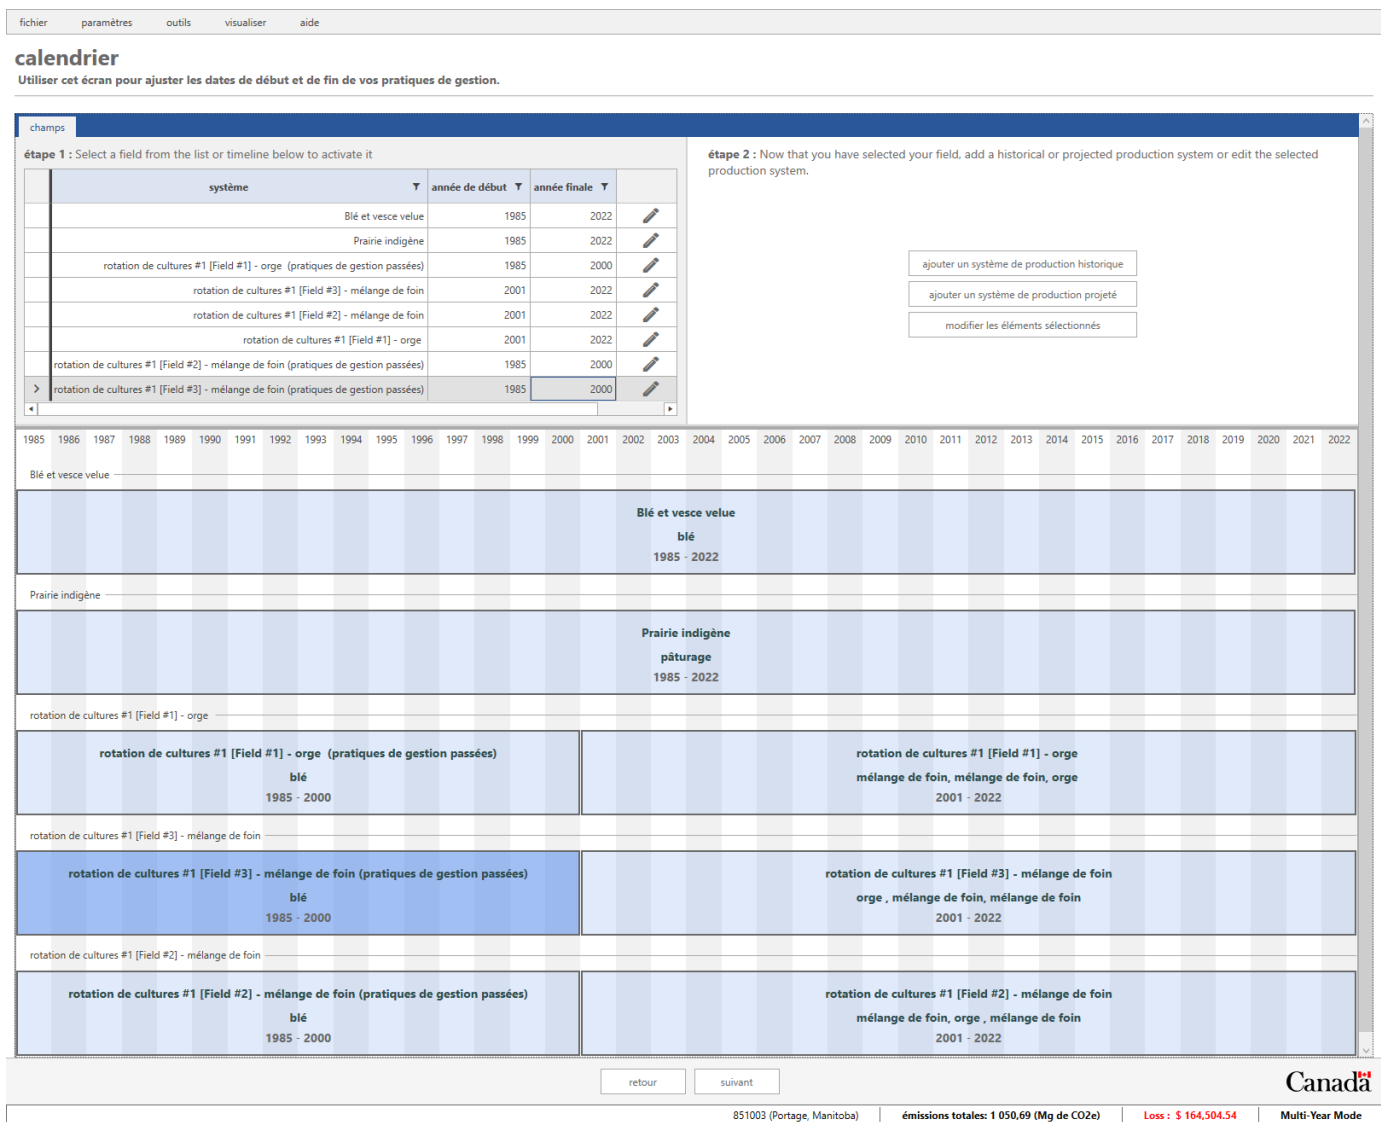 fichier paramètres outils visualiser aide
calendrier
Utiliser cet écran pour ajuster les dates de début et de fin de vos pratiques de gestion.
champs
étape 1 : Select a field from the list or timeline below to activate it
système année de début année finale
Blé et vesce velue 1985 2022
Prairie indigène 1985 2022
rotation de cultures #1 [Field #1] - orge (pratiques de gestion passées) 1985 2000
rotation de cultures #1 [Field #3] - mélange de foin 2001 2022
rotation de cultures #1 [Field #2] - mélange de foin 2001 2022
rotation de cultures #1 [Field #1] - orge 2001 2022
rotation de cultures #1 [Field #2] - mélange de foin (pratiques de gestion passées) 1985 2000
rotation de cultures #1 [Field #3] - mélange de foin (pratiques de gestion passées) 1985 2000
étape 2 : Now that you have selected your field, add a historical or projected production system or edit the selected
production system.
ajouter un système de production historique
ajouter un système de production projeté
modifier les éléments sélectionnés
1985 1986 1987 1988 1989 1990 1991 1992 1993 1994 1995 1996 1997 1998 1999 2000 2001 2002 2003 2004 2005 2006 2007 2008 2009 2010 2011 2012 2013 2014 2015 2016 2017 2018 2019 2020 2021 2022
Blé et vesce velue
Blé et vesce velue
blé
1985 - 2022
Prairie indigène
Prairie indigène
pâturage
1985 - 2022
rotation de cultures #1 [Field #1] - orge
rotation de cultures #1 [Field #1] - orge (pratiques de gestion passées)
blé
1985 - 2000
rotation de cultures #1 [Field #1] - orge
mélange de foin, mélange de foin, orge
2001 - 2022
rotation de cultures #1 [Field #3] - mélange de foin
rotation de cultures #1 [Field #3] - mélange de foin (pratiques de gestion passées)
blé
1985 - 2000
rotation de cultures #1 [Field #3] - mélange de foin
orge , mélange de foin, mélange de foin
2001 - 2022
rotation de cultures #1 [Field #2] - mélange de foin
rotation de cultures #1 [Field #2] - mélange de foin (pratiques de gestion passées)
blé
1985 - 2000
rotation de cultures #1 [Field #2] - mélange de foin
mélange de foin, orge , mélange de foin
2001 - 2022
retour suivant
Canada
851003 (Portage, Manitoba) émissions totales: 1 050,69 (Mg de CO2e) Loss : $ 164,504.54 Multi-Year Mode